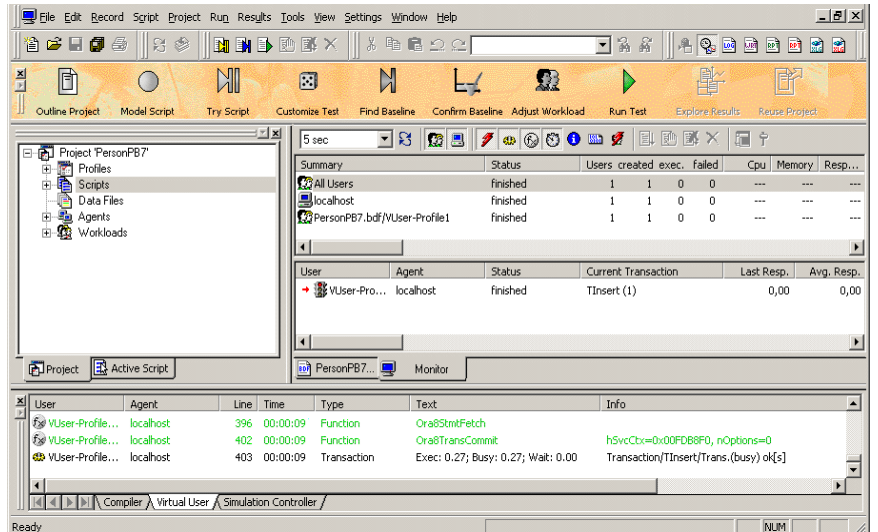 File Edit Record Script Project Run Results Tools View Settings Window Help
Outline Project Model Script Try Script Customize Test Find Baseline Confirm Baseline Adjust Workload Run Test Explore Results Reuse Project
5 sec
Project 'PersonPB7'
Profiles
Scripts
Data Files
Agents
Workloads
Project Active Script
Summary Status Users created exec. failed Cpu Memory Resp...
All Users finished 1 1 0 0 --- --- ---
localhost finished 1 1 0 0 --- --- ---
PersonPB7.bdf/VUser-Profile1 finished 1 1 0 0 --- --- ---
User Agent Status Current Transaction Last Resp. Avg. Resp.
VUser-Pro... localhost finished TInsert (1) 0,00 0,00
PersonPB7... Monitor
User Agent Line Time Type Text Info
VUser-Profile... localhost 396 00:00:09 Function Ora8StmtFetch
VUser-Profile... localhost 402 00:00:09 Function Ora8TransCommit hSvcCtx=0x00FDB8F0, nOptions=0
VUser-Profile... localhost 403 00:00:09 Transaction Exec: 0.27; Busy: 0.27; Wait: 0.00 Transaction/TInsert/Trans.(busy) ok[s]
Compiler Virtual User Simulation Controller
Ready NUM